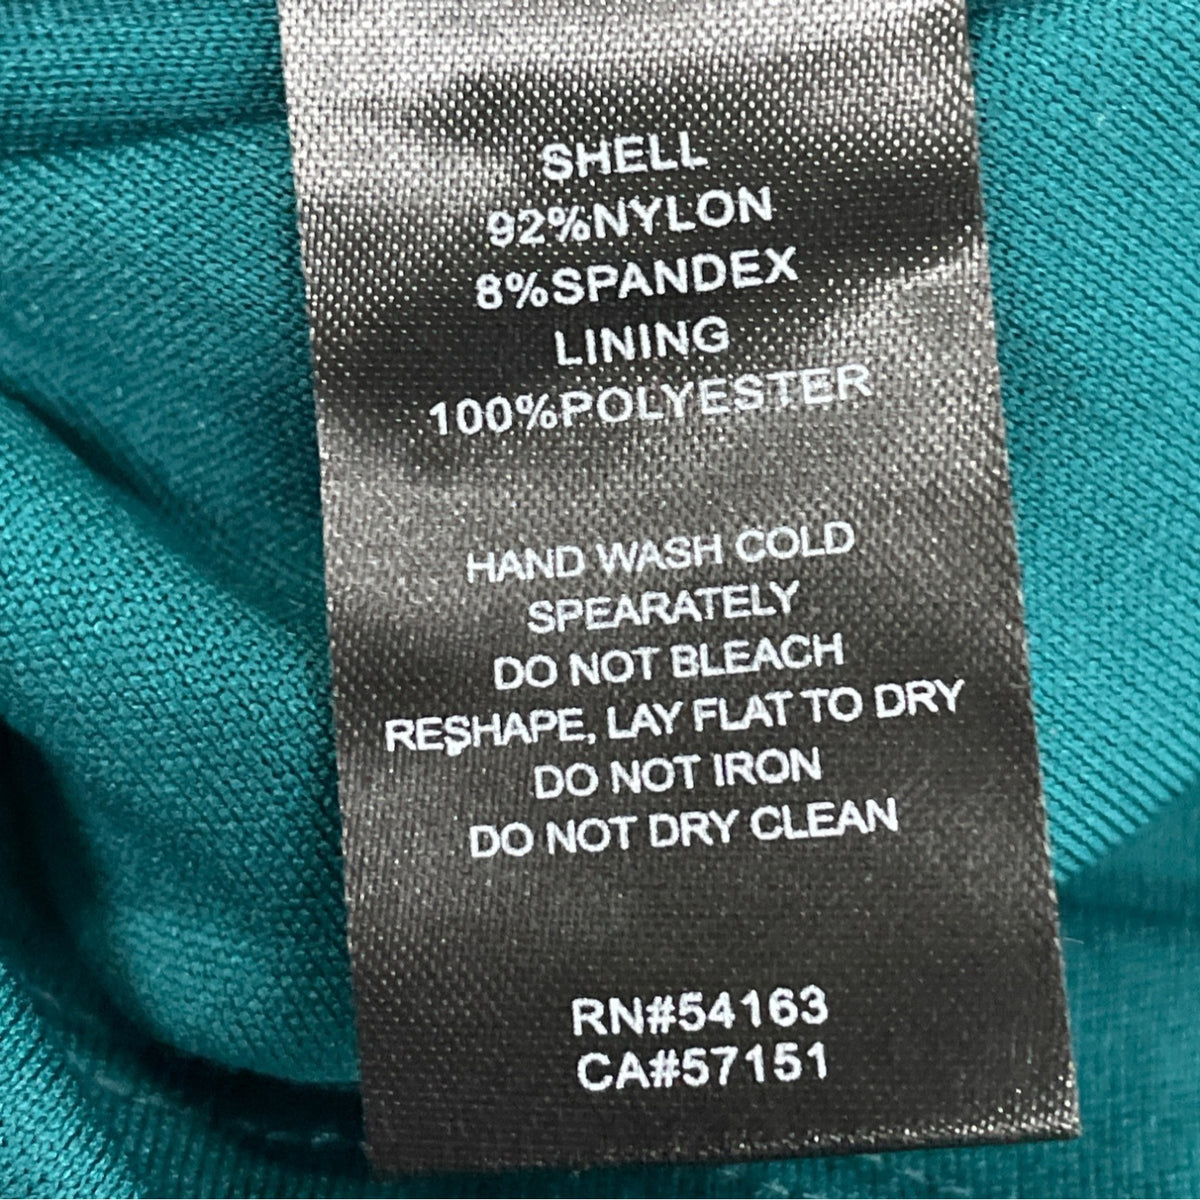 SHELL
92%NYLON
8%SPANDEX
LINING
100%POLYESTER
HAND WASH COLD
SPEARATELY
DO NOT BLEACH
RESHAPE, LAY FLAT TO DRY
DO NOT IRON
DO NOT DRY CLEAN
RN#54163
CA#57151